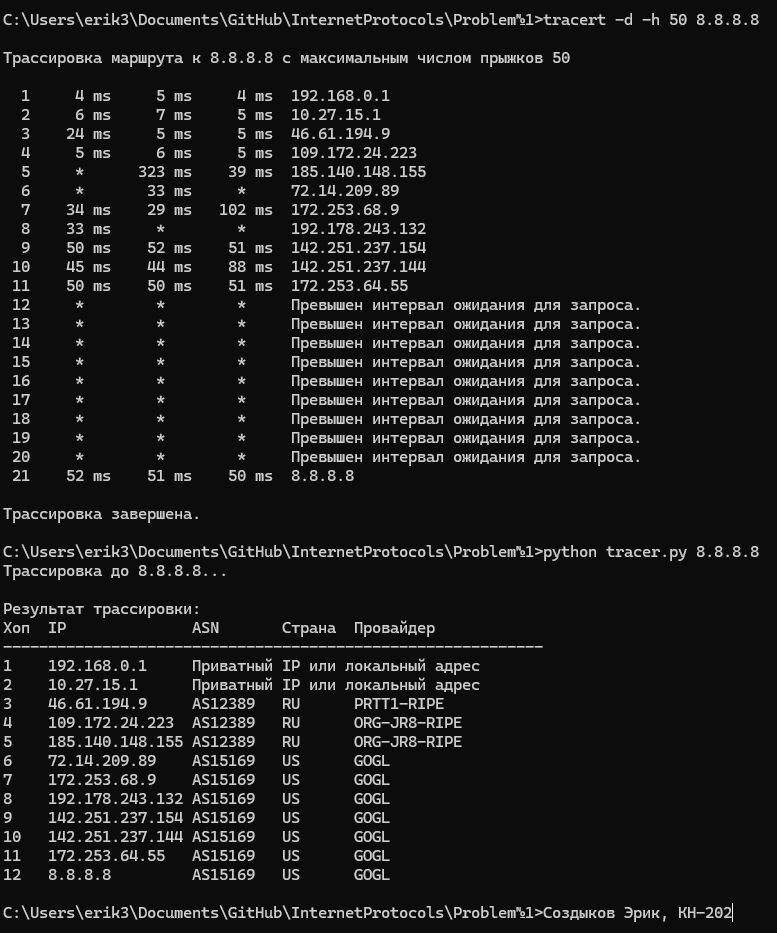 C:\Users\erik3\Documents\GitHub\InternetProtocols\Problem№1>tracert -d -h 50 8.8.8.8
Трассировка маршрута к 8.8.8.8 с максимальным числом прыжков 50
1 4 ms 5 ms 4 ms 192.168.0.1
2 6 ms 7 ms 5 ms 10.27.15.1
3 24 ms 5 ms 5 ms 46.61.194.9
4 5 ms 6 ms 5 ms 109.172.24.223
5 * 323 ms 39 ms 185.140.148.155
6 * 33 ms * 72.14.209.89
7 34 ms 29 ms 102 ms 172.253.68.9
8 33 ms * * 192.178.243.132
9 50 ms 52 ms 51 ms 142.251.237.154
10 45 ms 44 ms 88 ms 142.251.237.144
11 50 ms 50 ms 51 ms 172.253.64.55
12 * * * Превышен интервал ожидания для запроса.
13 * * * Превышен интервал ожидания для запроса.
14 * * * Превышен интервал ожидания для запроса.
15 * * * Превышен интервал ожидания для запроса.
16 * * * Превышен интервал ожидания для запроса.
17 * * * Превышен интервал ожидания для запроса.
18 * * * Превышен интервал ожидания для запроса.
19 * * * Превышен интервал ожидания для запроса.
20 * * * Превышен интервал ожидания для запроса.
21 52 ms 51 ms 50 ms 8.8.8.8
Трассировка завершена.
C:\Users\erik3\Documents\GitHub\InternetProtocols\Problem№1>python tracer.py 8.8.8.8
Трассировка до 8.8.8.8...
Результат трассировки:
Хоп IP ASN Страна Провайдер
------------------------------------------------------------
1 192.168.0.1 Приватный IP или локальный адрес
2 10.27.15.1 Приватный IP или локальный адрес
3 46.61.194.9 AS12389 RU PRTT1-RIPE
4 109.172.24.223 AS12389 RU ORG-JR8-RIPE
5 185.140.148.155 AS12389 RU ORG-JR8-RIPE
6 72.14.209.89 AS15169 US GOGL
7 172.253.68.9 AS15169 US GOGL
8 192.178.243.132 AS15169 US GOGL
9 142.251.237.154 AS15169 US GOGL
10 142.251.237.144 AS15169 US GOGL
11 172.253.64.55 AS15169 US GOGL
12 8.8.8.8 AS15169 US GOGL
C:\Users\erik3\Documents\GitHub\InternetProtocols\Problem№1>Создыков Эрик, КН-202